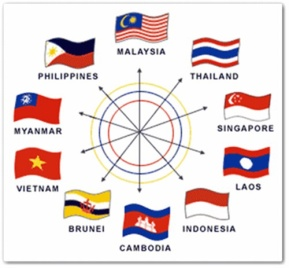 MALAYSIA
PHILIPPINES
THAILAND
MYANMAR
SINGAPORE
VIETNAM
LAOS
BRUNEI
INDONESIA
CAMBODIA